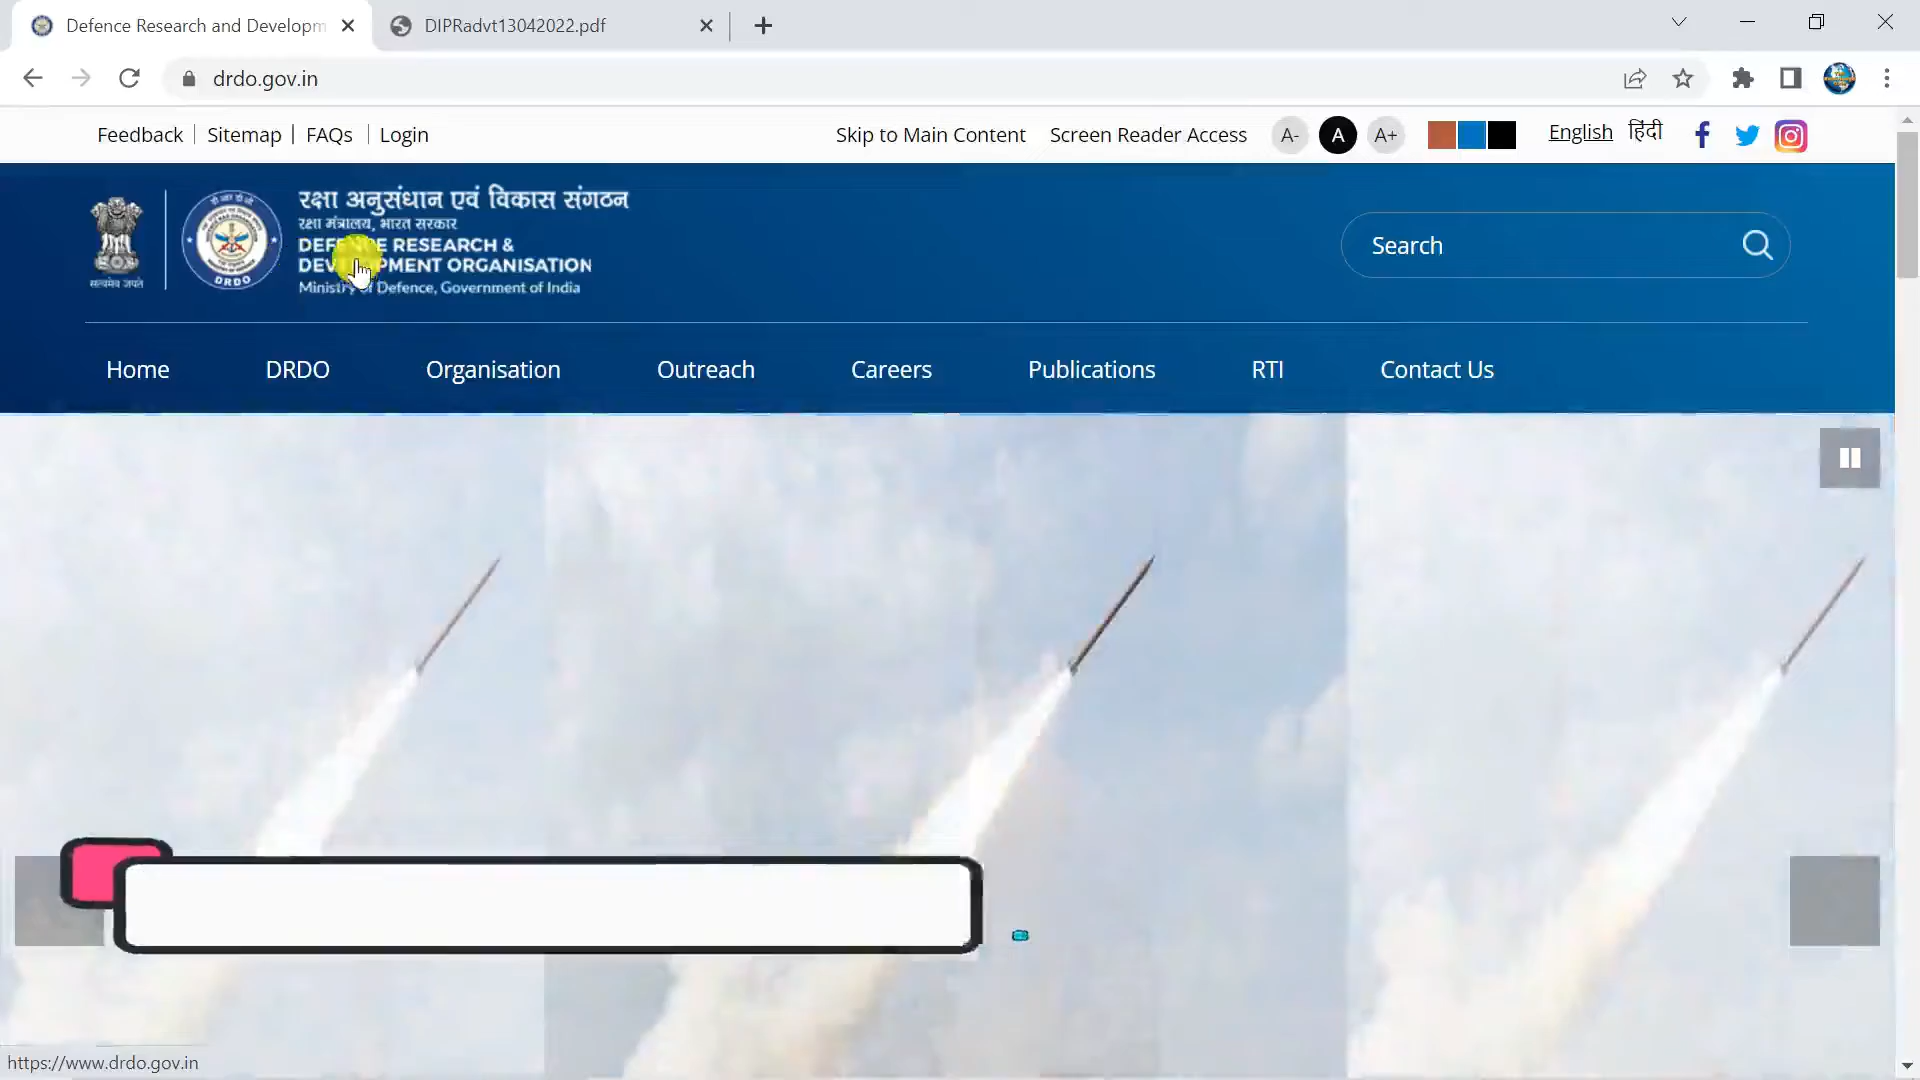 Defence Research and Developm
DIPRadvt13042022.pdf
drdo.gov.in
Feedback
Sitemap
FAQs
Login
Skip to Main Content
Screen Reader Access
A-
A
A+
English
हिंदी
रक्षा अनुसंधान एवं विकास संगठन
रक्षा मंत्रालय, भारत सरकार
DEFENCE RESEARCH &
DEVELOPMENT ORGANISATION
Ministry of Defence, Government of India
सत्यमेव जयते
DRDO
Search
Home
DRDO
Organisation
Outreach
Careers
Publications
RTI
Contact Us
https://www.drdo.gov.in